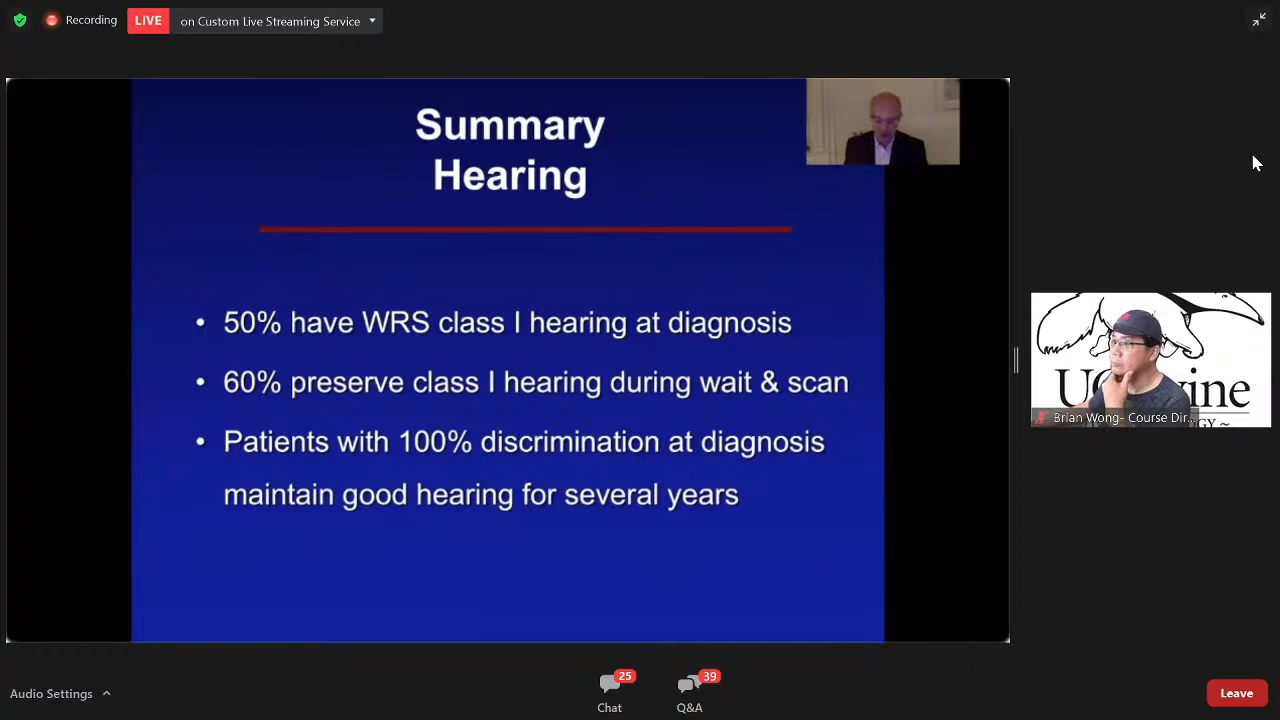 Recording
LIVE
on Custom Live Streaming Service
Summary
Hearing
• 50% have WRS class I hearing at diagnosis
• 60% preserve class I hearing during wait & scan
• Patients with 100% discrimination at diagnosis
maintain good hearing for several years
Brian Wong- Course Dir...
Audio Settings
25
Chat
39
Q&A
Leave